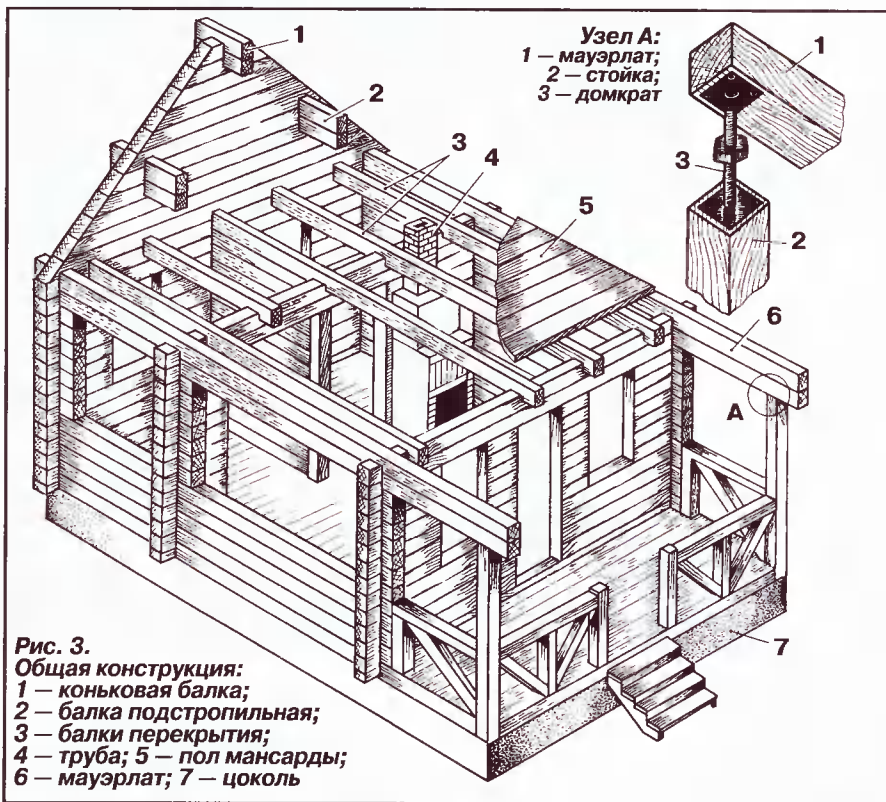 Узел А:
1 — мауэрлат;
2 — стойка;
3 — домкрат
1
2
3
4
5
6
А
7
1
3
2
Рис. 3.
Общая конструкция:
1 — коньковая балка;
2 — балка подстропильная;
3 — балки перекрытия;
4 — труба; 5 — пол мансарды;
6 — мауэрлат; 7 — цоколь